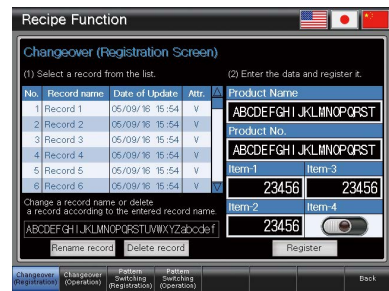 Recipe Function
Changeover (Registration Screen)
(1) Select a record from the list.
No. Record name Date of Update Attr.
1 Record 1 05/09/16 15:54 V
2 Record 2 05/09/16 15:54 V
3 Record 3 05/09/16 15:54 V
4 Record 4 05/09/16 15:54 V
5 Record 5 05/09/16 15:54 V
6 Record 6 05/09/16 15:54 V
Change a record name or delete
a record according to the entered record name.
ABCDEFGHIJKLMNOPQRSTUVWXYZabcdef
Rename record Delete record
(2) Enter the data and register it.
Product Name
ABCDEFGHIJKLMNOPQRST
Product No.
ABCDEFGHIJKLMNOPQRST
Item-1 Item-3
23456 23456
Item-2 Item-4
23456
Register
Changeover (Registration)
Changeover (Operation)
Pattern Switching (Registration)
Pattern Switching (Operation)
Back